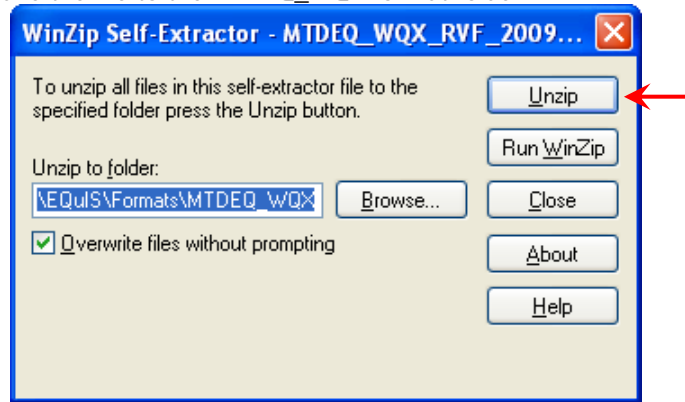 WinZip Self-Extractor - MTDEQ_WQX_RVF_2009...
To unzip all files in this self-extractor file to the
specified folder press the Unzip button.
Unzip
Run WinZip
Unzip to folder:
\EQuIS\Formats\MTDEQ_WQX
Browse...
Close
Overwrite files without prompting
About
Help